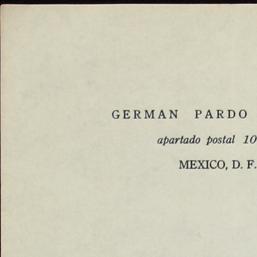 GERMAN PARDO
apartado postal 10
MEXICO, D. F.